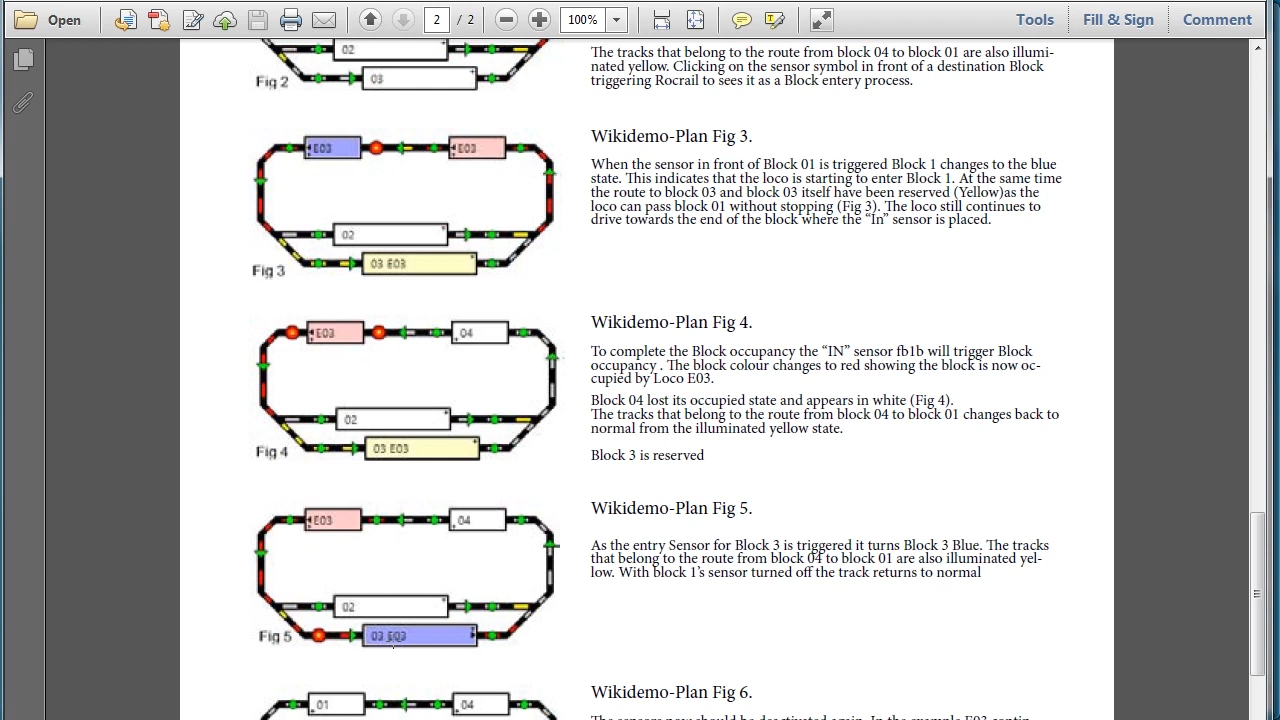 Open
2 / 2
100%
Tools
Fill & Sign
Comment
02
03
Fig 2
The tracks that belong to the route from block 04 to block 01 are also illumi-
nated yellow. Clicking on the sensor symbol in front of a destination Block
triggering Rocrail to sees it as a Block entery process.
E03
E03
02
03 E03
Fig 3
Wikidemo-Plan Fig 3.
When the sensor in front of Block 01 is triggered Block 1 changes to the blue
state. This indicates that the loco is starting to enter Block 1. At the same time
the route to block 03 and block 03 itself have been reserved (Yellow)as the
loco can pass block 01 without stopping (Fig 3). The loco still continues to
drive towards the end of the block where the “In” sensor is placed.
E03
04
02
03 E03
Fig 4
Wikidemo-Plan Fig 4.
To complete the Block occupancy the “IN” sensor fb1b will trigger Block
occupancy . The block colour changes to red showing the block is now oc-
cupied by Loco E03.
Block 04 lost its occupied state and appears in white (Fig 4).
The tracks that belong to the route from block 04 to block 01 changes back to
normal from the illuminated yellow state.
Block 3 is reserved
E03
04
02
03 E03
Fig 5
Wikidemo-Plan Fig 5.
As the entry Sensor for Block 3 is triggered it turns Block 3 Blue. The tracks
that belong to the route from block 04 to block 01 are also illuminated yel-
low. With block 1’s sensor turned off the track returns to normal
01
04
Wikidemo-Plan Fig 6.
The sensors now should be deactivated again. In the example E03 contin-